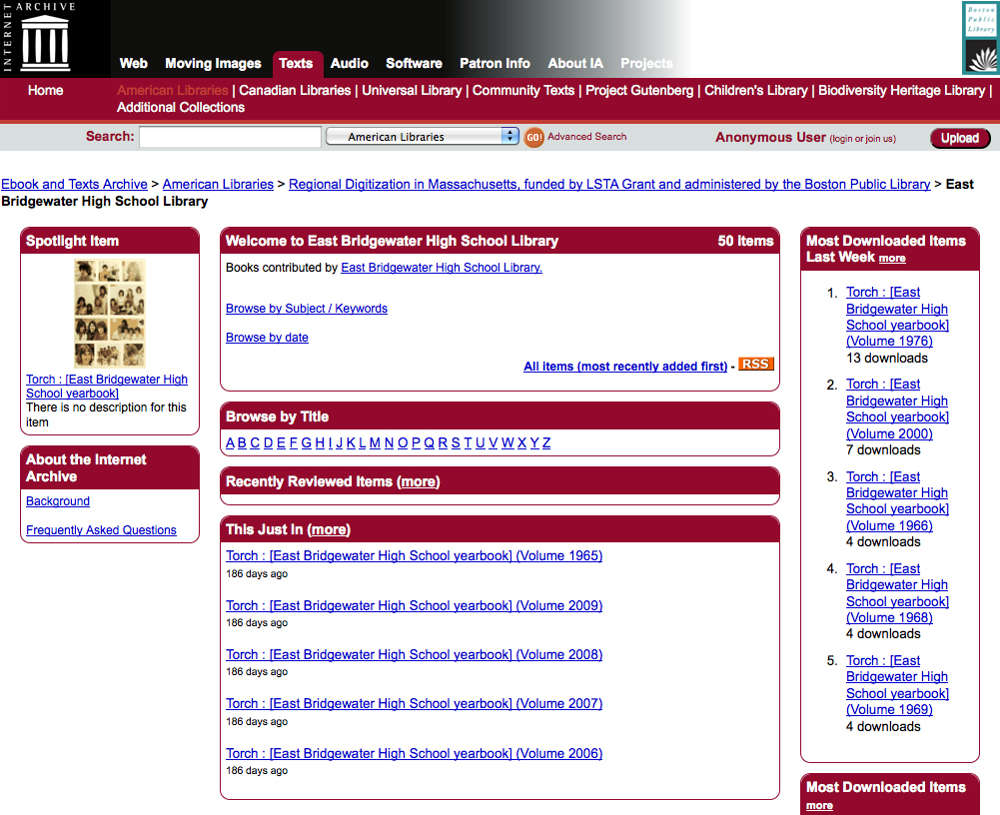 INTERNET ARCHIVE
Boston
Public
Library
Web Moving Images Texts Audio Software Patron Info About IA Projects
Home American Libraries | Canadian Libraries | Universal Library | Community Texts | Project Gutenberg | Children's Library | Biodiversity Heritage Library |
Additional Collections
Search: American Libraries GO! Advanced Search Anonymous User (login or join us) Upload
Ebook and Texts Archive > American Libraries > Regional Digitization in Massachusetts, funded by LSTA Grant and administered by the Boston Public Library > East
Bridgewater High School Library
Spotlight Item
Torch : [East Bridgewater High
School yearbook]
There is no description for this
item
About the Internet
Archive
Background
Frequently Asked Questions
Welcome to East Bridgewater High School Library 50 Items
Books contributed by East Bridgewater High School Library.
Browse by Subject / Keywords
Browse by date
All items (most recently added first) - RSS
Browse by Title
A B C D E F G H I J K L M N O P Q R S T U V W X Y Z
Recently Reviewed Items (more)
This Just In (more)
Torch : [East Bridgewater High School yearbook] (Volume 1965)
186 days ago
Torch : [East Bridgewater High School yearbook] (Volume 2009)
186 days ago
Torch : [East Bridgewater High School yearbook] (Volume 2008)
186 days ago
Torch : [East Bridgewater High School yearbook] (Volume 2007)
186 days ago
Torch : [East Bridgewater High School yearbook] (Volume 2006)
186 days ago
Most Downloaded Items
Last Week more
1. Torch : [East
Bridgewater High
School yearbook]
(Volume 1976)
13 downloads
2. Torch : [East
Bridgewater High
School yearbook]
(Volume 2000)
7 downloads
3. Torch : [East
Bridgewater High
School yearbook]
(Volume 1966)
4 downloads
4. Torch : [East
Bridgewater High
School yearbook]
(Volume 1968)
4 downloads
5. Torch : [East
Bridgewater High
School yearbook]
(Volume 1969)
4 downloads
Most Downloaded Items
more